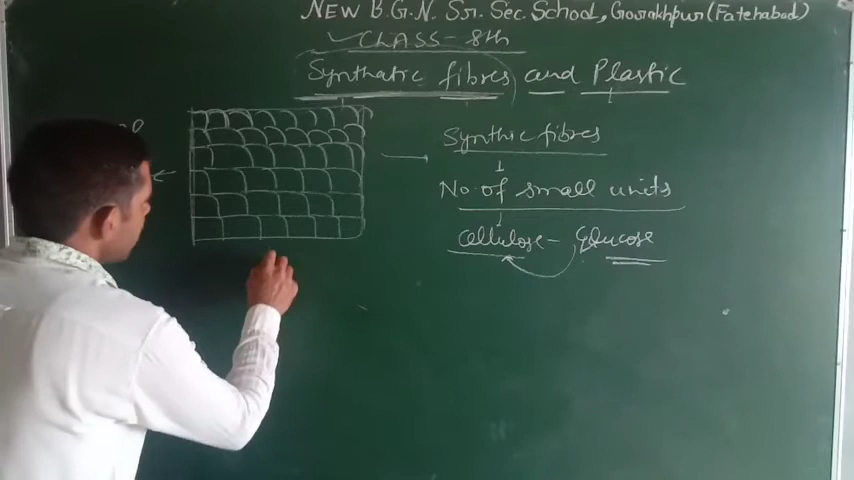 NEW B.G.N. Sr. Sec. School, Gorakhpur (Fatehabad)
CLASS - 8th
Synthatic fibres and Plastic
Synthic fibres
No. of small units
Cellulose - Glucose